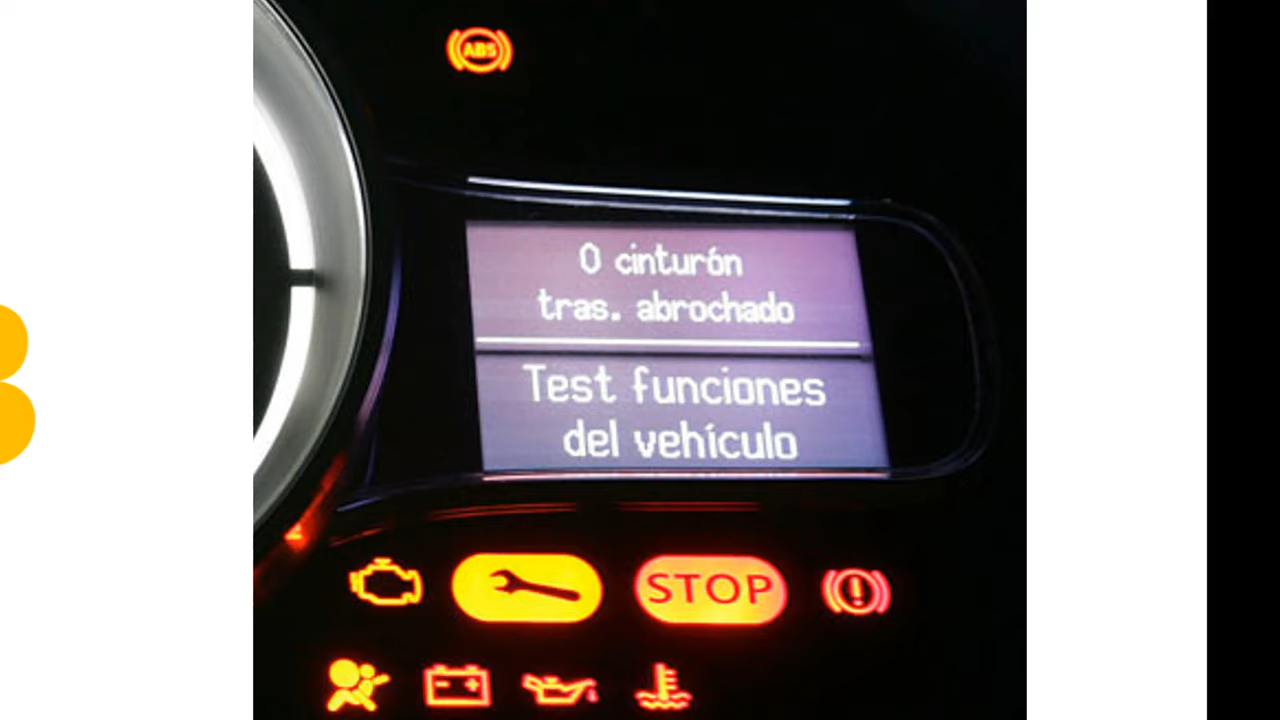 ABS
0 cinturón
tras. abrochado
Test funciones
del vehículo
STOP